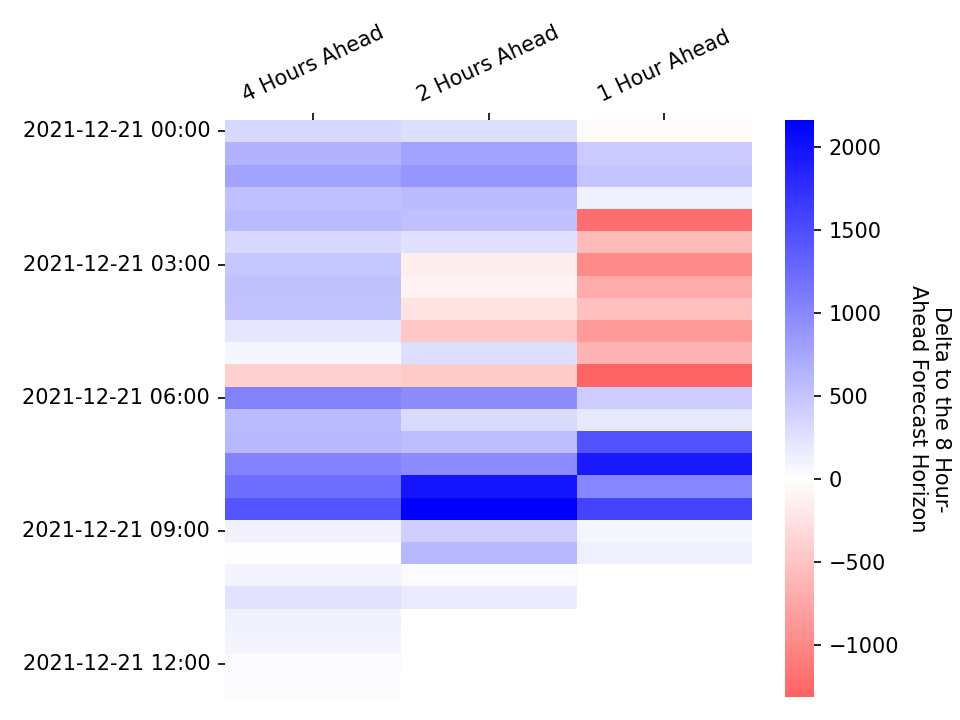 4 Hours Ahead
2 Hours Ahead
1 Hour Ahead
2021-12-21 00:00
2021-12-21 03:00
2021-12-21 06:00
2021-12-21 09:00
2021-12-21 12:00
2000
1500
1000
500
0
−500
−1000
Delta to the 8 Hour-
Ahead Forecast Horizon